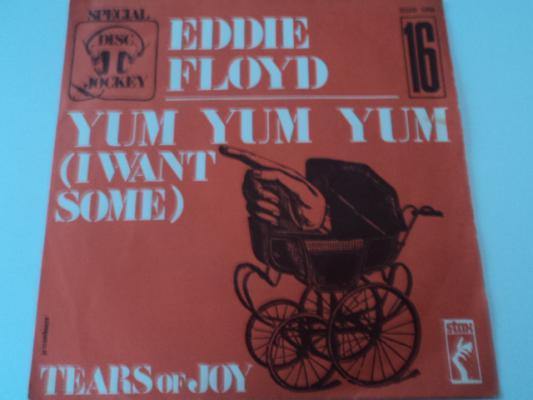 SPECIAL
DISC
JOCKEY
EDDIE
FLOYD
16
YUM YUM YUM
(I WANT
SOME)
TEARS OF JOY
stax